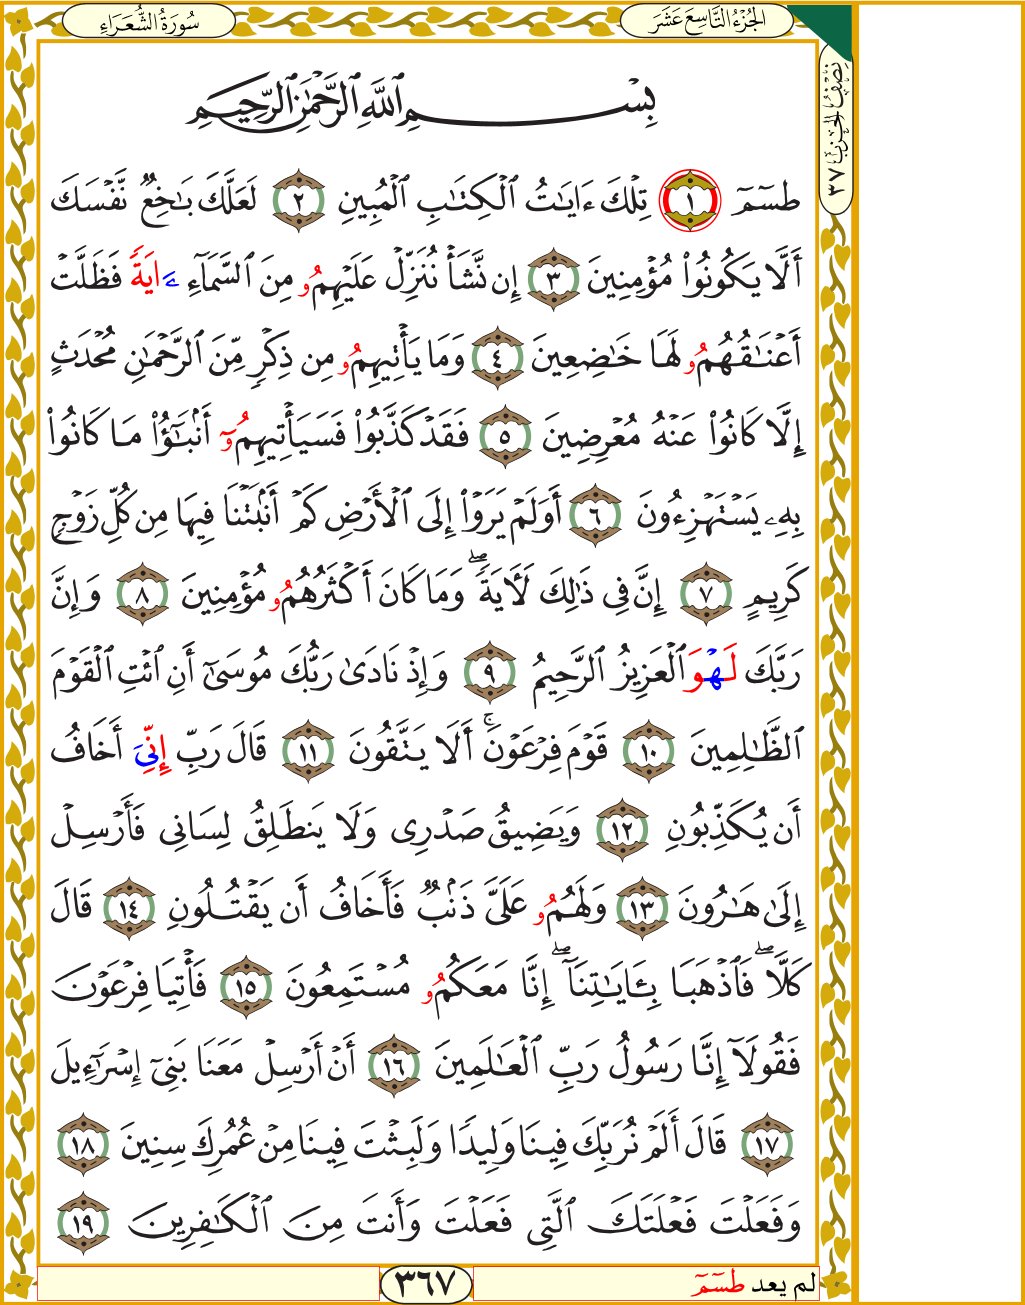 سُورَةُ الشُّعَرَاءِ
الجُزْءُ التَّاسِعَ عَشَرَ
نِصْفُ الحِزْبِ ٣٧
بِسْمِ ٱللَّهِ ٱلرَّحْمَٰنِ ٱلرَّحِيمِ
طسٓمٓ ١ تِلْكَ ءَايَٰتُ ٱلْكِتَٰبِ ٱلْمُبِينِ ٢ لَعَلَّكَ بَٰخِعٌ نَّفْسَكَ
أَلَّا يَكُونُوا۟ مُؤْمِنِينَ ٣ إِن نَّشَأْ نُنَزِّلْ عَلَيْهِمُو مِنَ ٱلسَّمَآءِ ءَايَةً فَظَلَّتْ
أَعْنَٰقُهُمُو لَهَا خَٰضِعِينَ ٤ وَمَا يَأْتِيهِمُو مِن ذِكْرٍ مِّنَ ٱلرَّحْمَٰنِ مُحْدَثٍ
إِلَّا كَانُوا۟ عَنْهُ مُعْرِضِينَ ٥ فَقَدْ كَذَّبُوا۟ فَسَيَأْتِيهِمُوٓ أَنۢبَٰٓؤُا۟ مَا كَانُوا۟
بِهِۦ يَسْتَهْزِءُونَ ٦ أَوَلَمْ يَرَوْا۟ إِلَى ٱلْأَرْضِ كَمْ أَنۢبَتْنَا فِيهَا مِن كُلِّ زَوْجٍ
كَرِيمٍ ٧ إِنَّ فِى ذَٰلِكَ لَءَايَةً ۖ وَمَا كَانَ أَكْثَرُهُمُو مُؤْمِنِينَ ٨ وَإِنَّ
رَبَّكَ لَهْوَ ٱلْعَزِيزُ ٱلرَّحِيمُ ٩ وَإِذْ نَادَىٰ رَبُّكَ مُوسَىٰٓ أَنِ ٱئْتِ ٱلْقَوْمَ
ٱلظَّٰلِمِينَ ١٠ قَوْمَ فِرْعَوْنَ ۚ أَلَا يَتَّقُونَ ١١ قَالَ رَبِّ إِنِّىَ أَخَافُ
أَن يُكَذِّبُونِ ١٢ وَيَضِيقُ صَدْرِى وَلَا يَنطَلِقُ لِسَانِى فَأَرْسِلْ
إِلَىٰ هَٰرُونَ ١٣ وَلَهُمُو عَلَىَّ ذَنۢبٌ فَأَخَافُ أَن يَقْتُلُونِ ١٤ قَالَ
كَلَّا ۖ فَٱذْهَبَا بِـَٔايَٰتِنَآ ۖ إِنَّا مَعَكُمُو مُسْتَمِعُونَ ١٥ فَأْتِيَا فِرْعَوْنَ
فَقُولَآ إِنَّا رَسُولُ رَبِّ ٱلْعَٰلَمِينَ ١٦ أَنْ أَرْسِلْ مَعَنَا بَنِىٓ إِسْرَٰٓءِيلَ
١٧ قَالَ أَلَمْ نُرَبِّكَ فِينَا وَلِيدًا وَلَبِثْتَ فِينَا مِنْ عُمُرِكَ سِنِينَ ١٨
وَفَعَلْتَ فَعْلَتَكَ ٱلَّتِى فَعَلْتَ وَأَنتَ مِنَ ٱلْكَٰفِرِينَ ١٩
لم يعد طسٓمٓ
٣٦٧